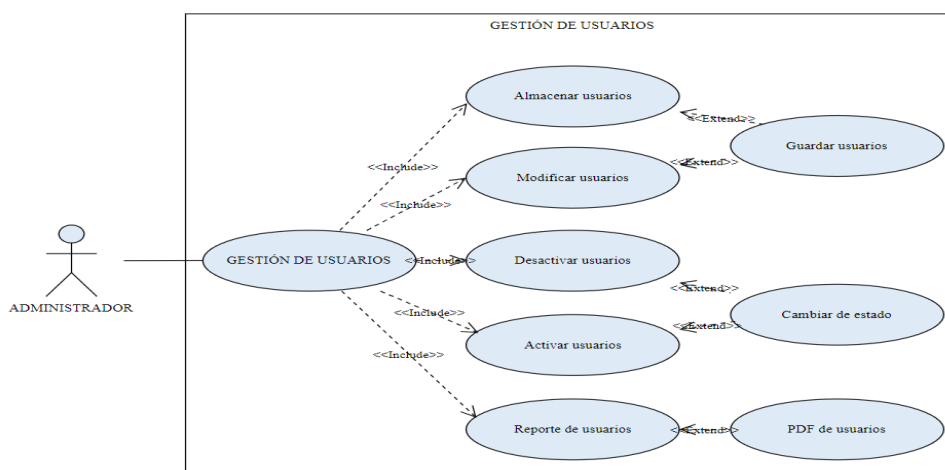 GESTIÓN DE USUARIOS
Almacenar usuarios
<<Extend>>
Guardar usuarios
<<Include>>
<<Extend>>
Modificar usuarios
<<Include>>
ADMINISTRADOR
GESTIÓN DE USUARIOS
<<Include>>
Desactivar usuarios
<<Extend>>
Cambiar de estado
<<Include>>
<<Extend>>
Activar usuarios
<<Include>>
Reporte de usuarios
<<Extend>>
PDF de usuarios